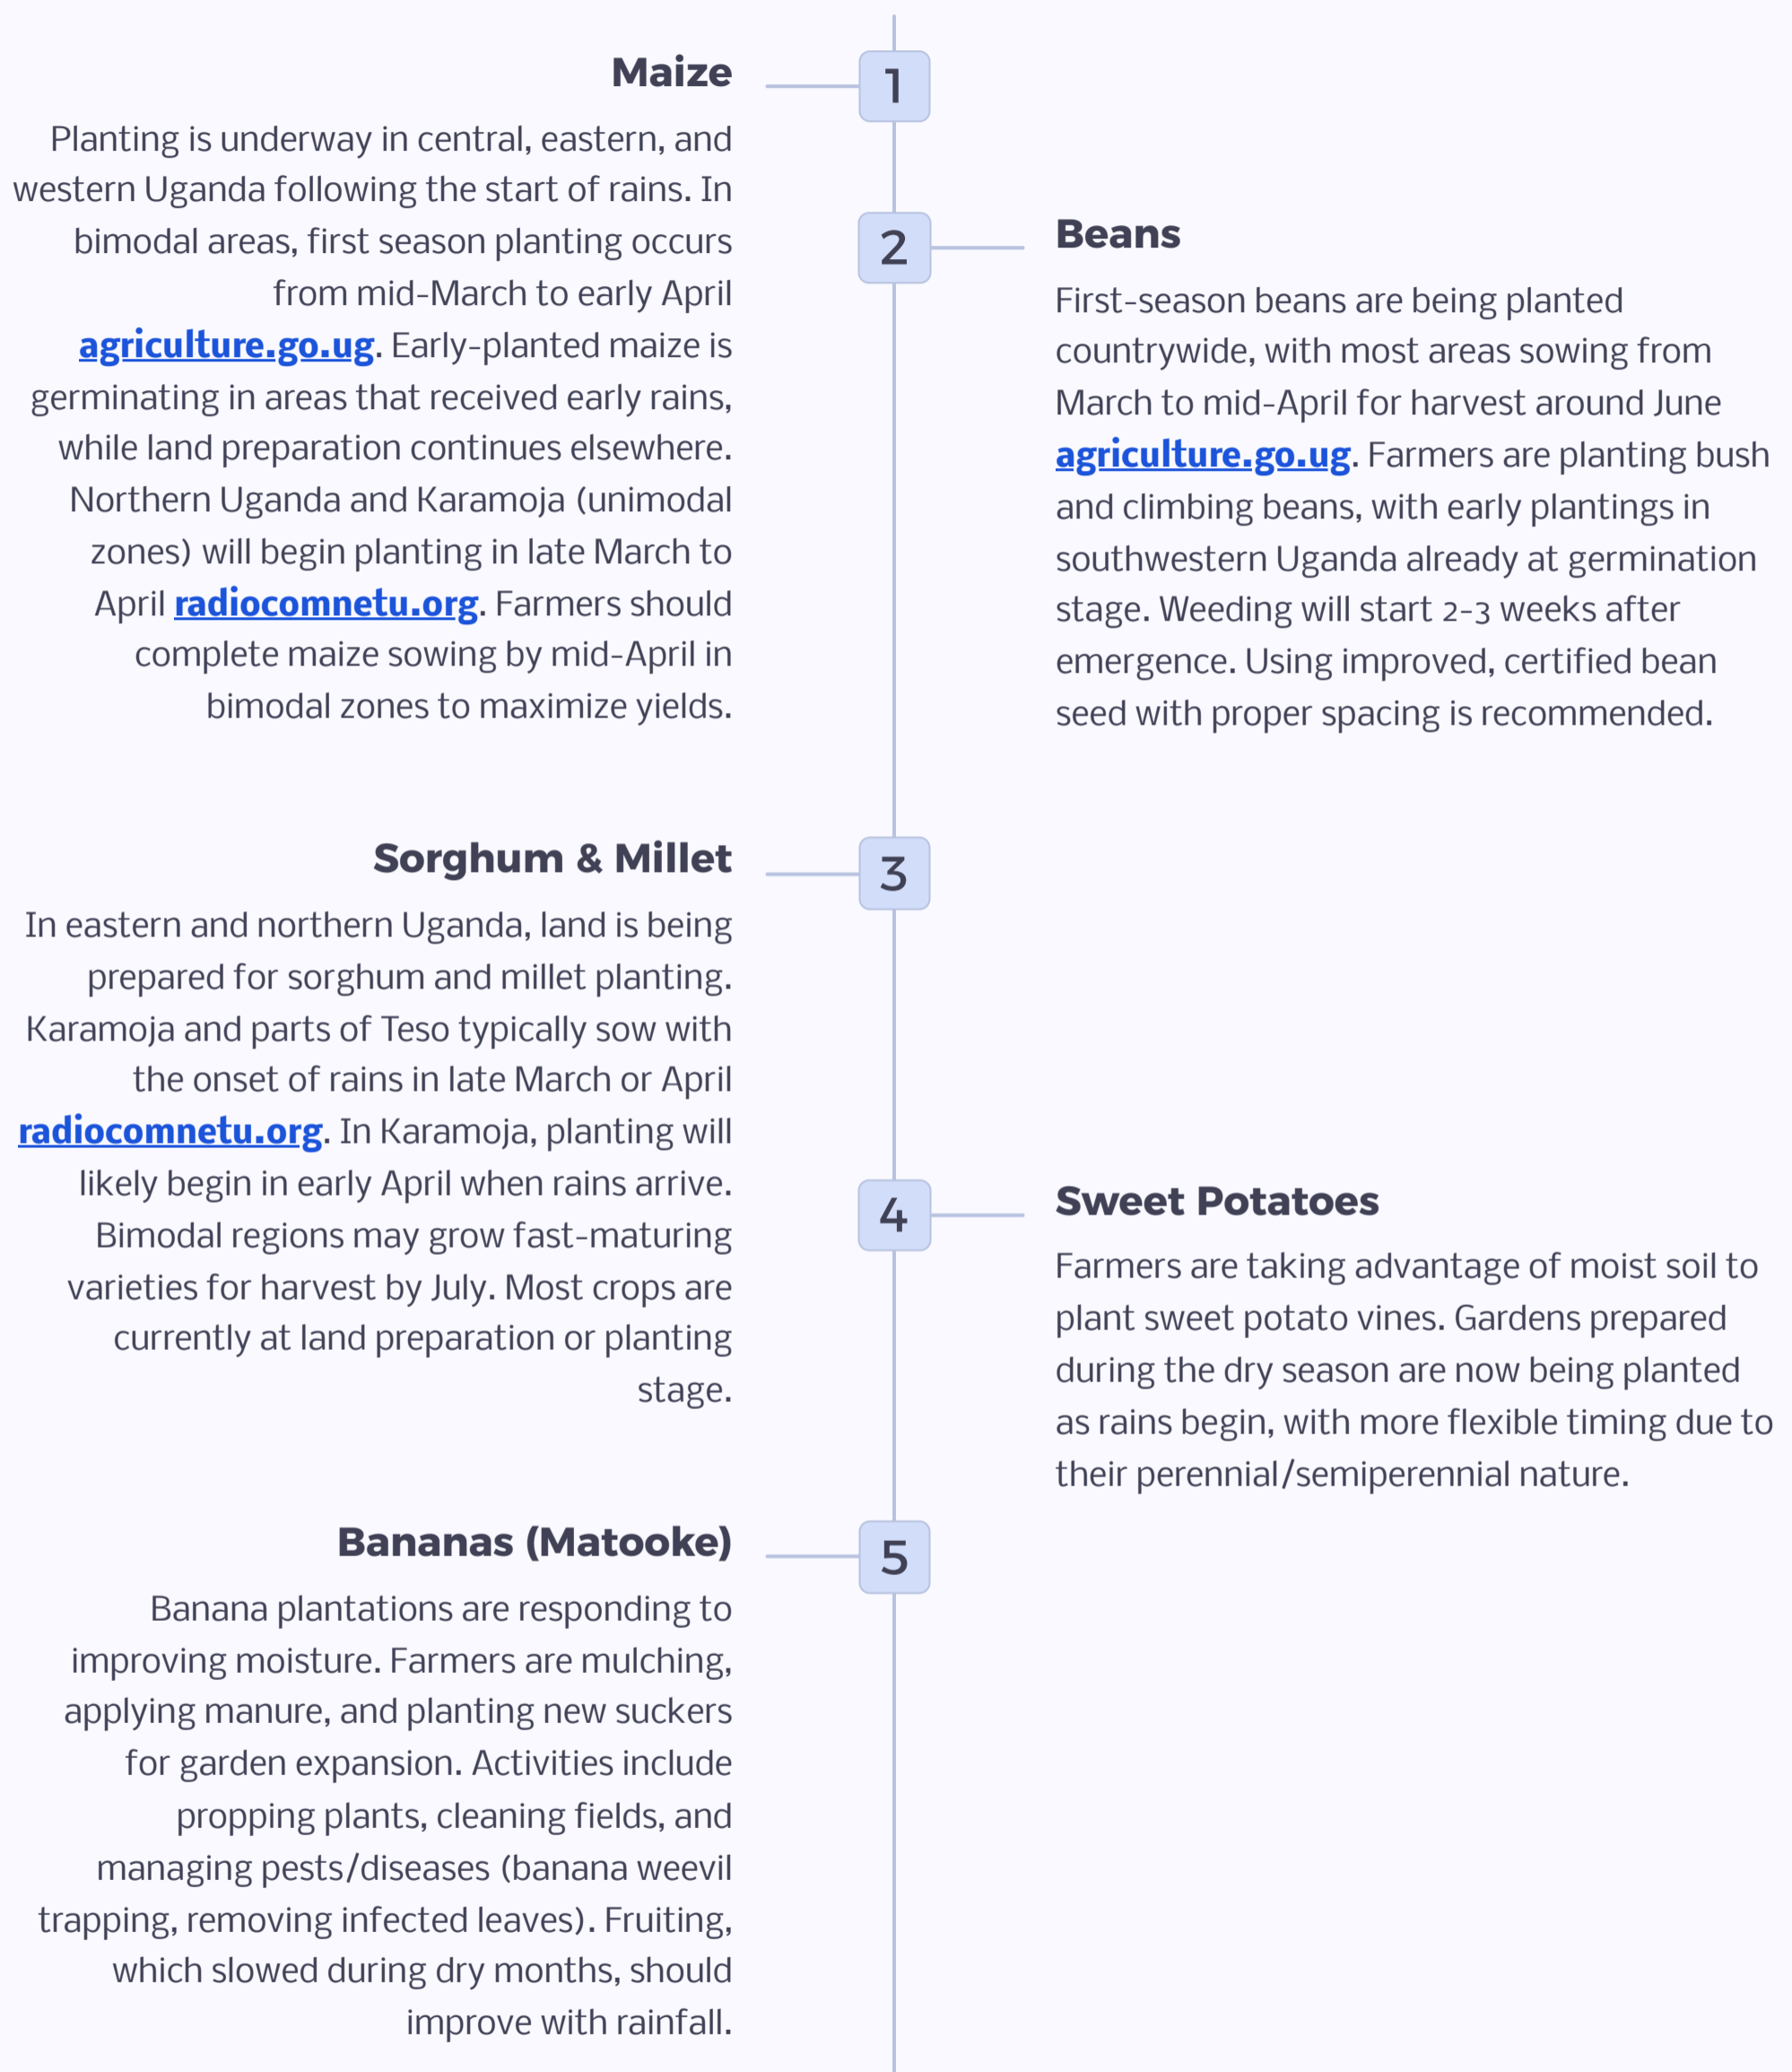 Maize
1
Planting is underway in central, eastern, and
western Uganda following the start of rains. In
bimodal areas, first season planting occurs
from mid-March to early April
agriculture.go.ug. Early-planted maize is
germinating in areas that received early rains,
while land preparation continues elsewhere.
Northern Uganda and Karamoja (unimodal
zones) will begin planting in late March to
April radiocomnetu.org. Farmers should
complete maize sowing by mid-April in
bimodal zones to maximize yields.
2
Beans
First-season beans are being planted
countrywide, with most areas sowing from
March to mid-April for harvest around June
agriculture.go.ug. Farmers are planting bush
and climbing beans, with early plantings in
southwestern Uganda already at germination
stage. Weeding will start 2-3 weeks after
emergence. Using improved, certified bean
seed with proper spacing is recommended.
Sorghum & Millet
3
In eastern and northern Uganda, land is being
prepared for sorghum and millet planting.
Karamoja and parts of Teso typically sow with
the onset of rains in late March or April
radiocomnetu.org. In Karamoja, planting will
likely begin in early April when rains arrive.
Bimodal regions may grow fast-maturing
varieties for harvest by July. Most crops are
currently at land preparation or planting
stage.
4
Sweet Potatoes
Farmers are taking advantage of moist soil to
plant sweet potato vines. Gardens prepared
during the dry season are now being planted
as rains begin, with more flexible timing due to
their perennial/semiperennial nature.
Bananas (Matooke)
5
Banana plantations are responding to
improving moisture. Farmers are mulching,
applying manure, and planting new suckers
for garden expansion. Activities include
propping plants, cleaning fields, and
managing pests/diseases (banana weevil
trapping, removing infected leaves). Fruiting,
which slowed during dry months, should
improve with rainfall.